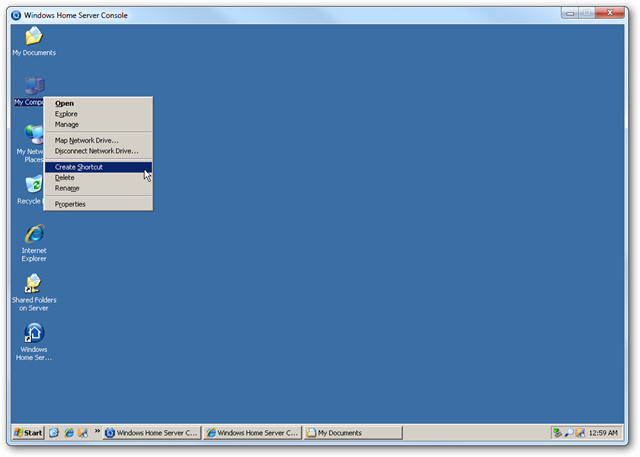 Windows Home Server Console
My Documents
My Comp
Open
Explore
Manage
Map Network Drive...
Disconnect Network Drive...
Create Shortcut
Delete
Rename
Properties
My Netw
Places
Recycle
Internet
Explorer
Shared Folders
on Server
Windows
Home Ser...
Start
»
Windows Home Server C...
Windows Home Server C...
My Documents
12:59 AM